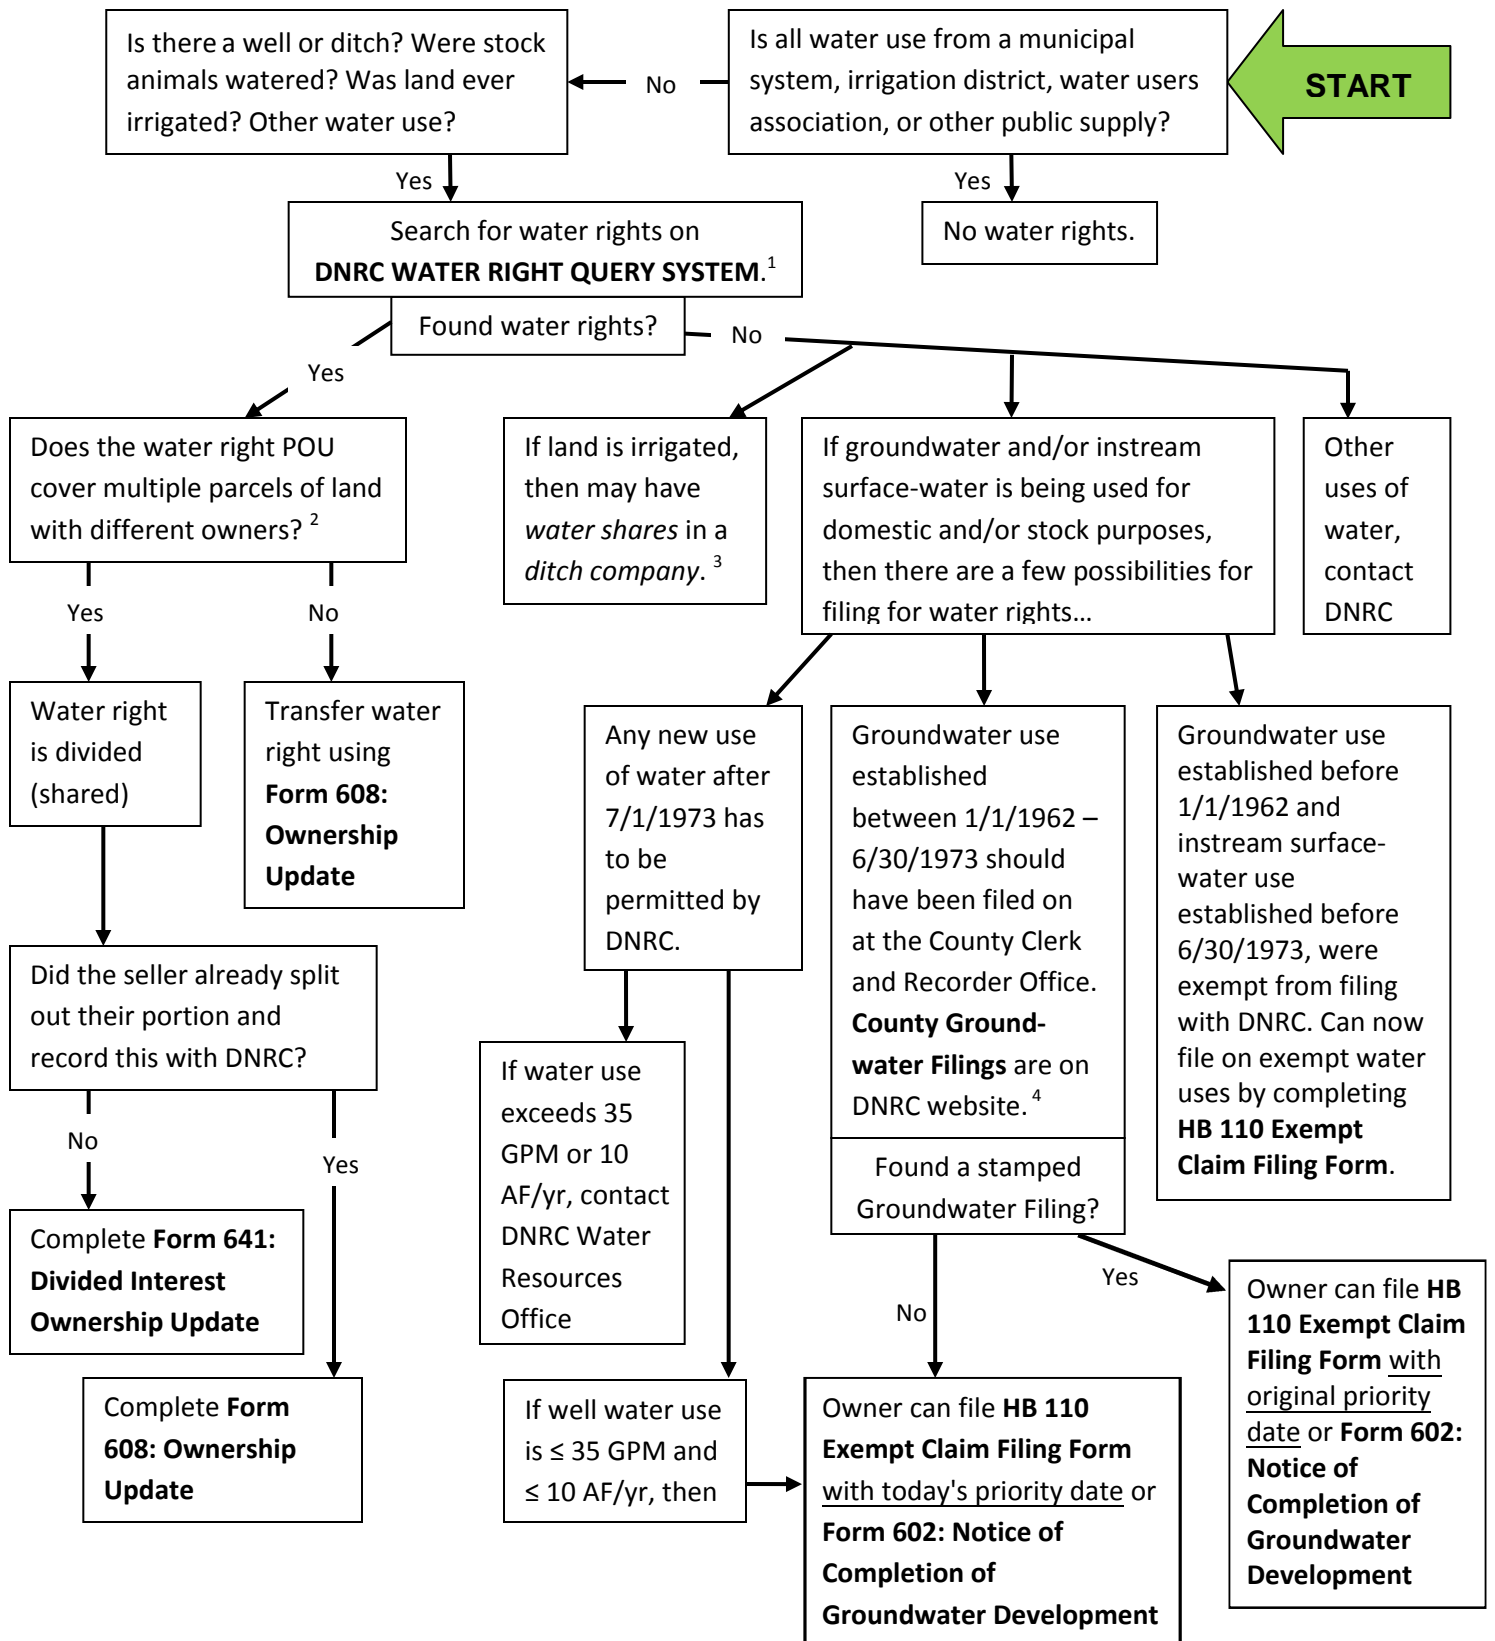 START
Is all water use from a municipal
system, irrigation district, water users
association, or other public supply?
No
Is there a well or ditch? Were stock
animals watered? Was land ever
irrigated? Other water use?
Yes
Yes
No water rights.
Search for water rights on
DNRC WATER RIGHT QUERY SYSTEM.1
Found water rights?
No
Yes
Does the water right POU
cover multiple parcels of land
with different owners? 2
If land is irrigated,
then may have
water shares in a
ditch company. 3
If groundwater and/or instream
surface-water is being used for
domestic and/or stock purposes,
then there are a few possibilities for
filing for water rights…
Other
uses of
water,
contact
DNRC
Yes
No
Water right
is divided
(shared)
Transfer water
right using
Form 608:
Ownership
Update
Any new use
of water after
7/1/1973 has
to be
permitted by
DNRC.
Groundwater use
established
between 1/1/1962 –
6/30/1973 should
have been filed on
at the County Clerk
and Recorder Office.
County Ground-
water Filings are on
DNRC website. 4
Found a stamped
Groundwater Filing?
Groundwater use
established before
1/1/1962 and
instream surface-
water use
established before
6/30/1973, were
exempt from filing
with DNRC. Can now
file on exempt water
uses by completing
HB 110 Exempt
Claim Filing Form.
Did the seller already split
out their portion and
record this with DNRC?
No
Yes
Complete Form 641:
Divided Interest
Ownership Update
Complete Form
608: Ownership
Update
If water use
exceeds 35
GPM or 10
AF/yr, contact
DNRC Water
Resources
Office
If well water use
is ≤ 35 GPM and
≤ 10 AF/yr, then
No
Yes
Owner can file HB 110
Exempt Claim Filing Form
with today's priority date or
Form 602: Notice of
Completion of
Groundwater Development
Owner can file HB
110 Exempt Claim
Filing Form with
original priority
date or Form 602:
Notice of
Completion of
Groundwater
Development